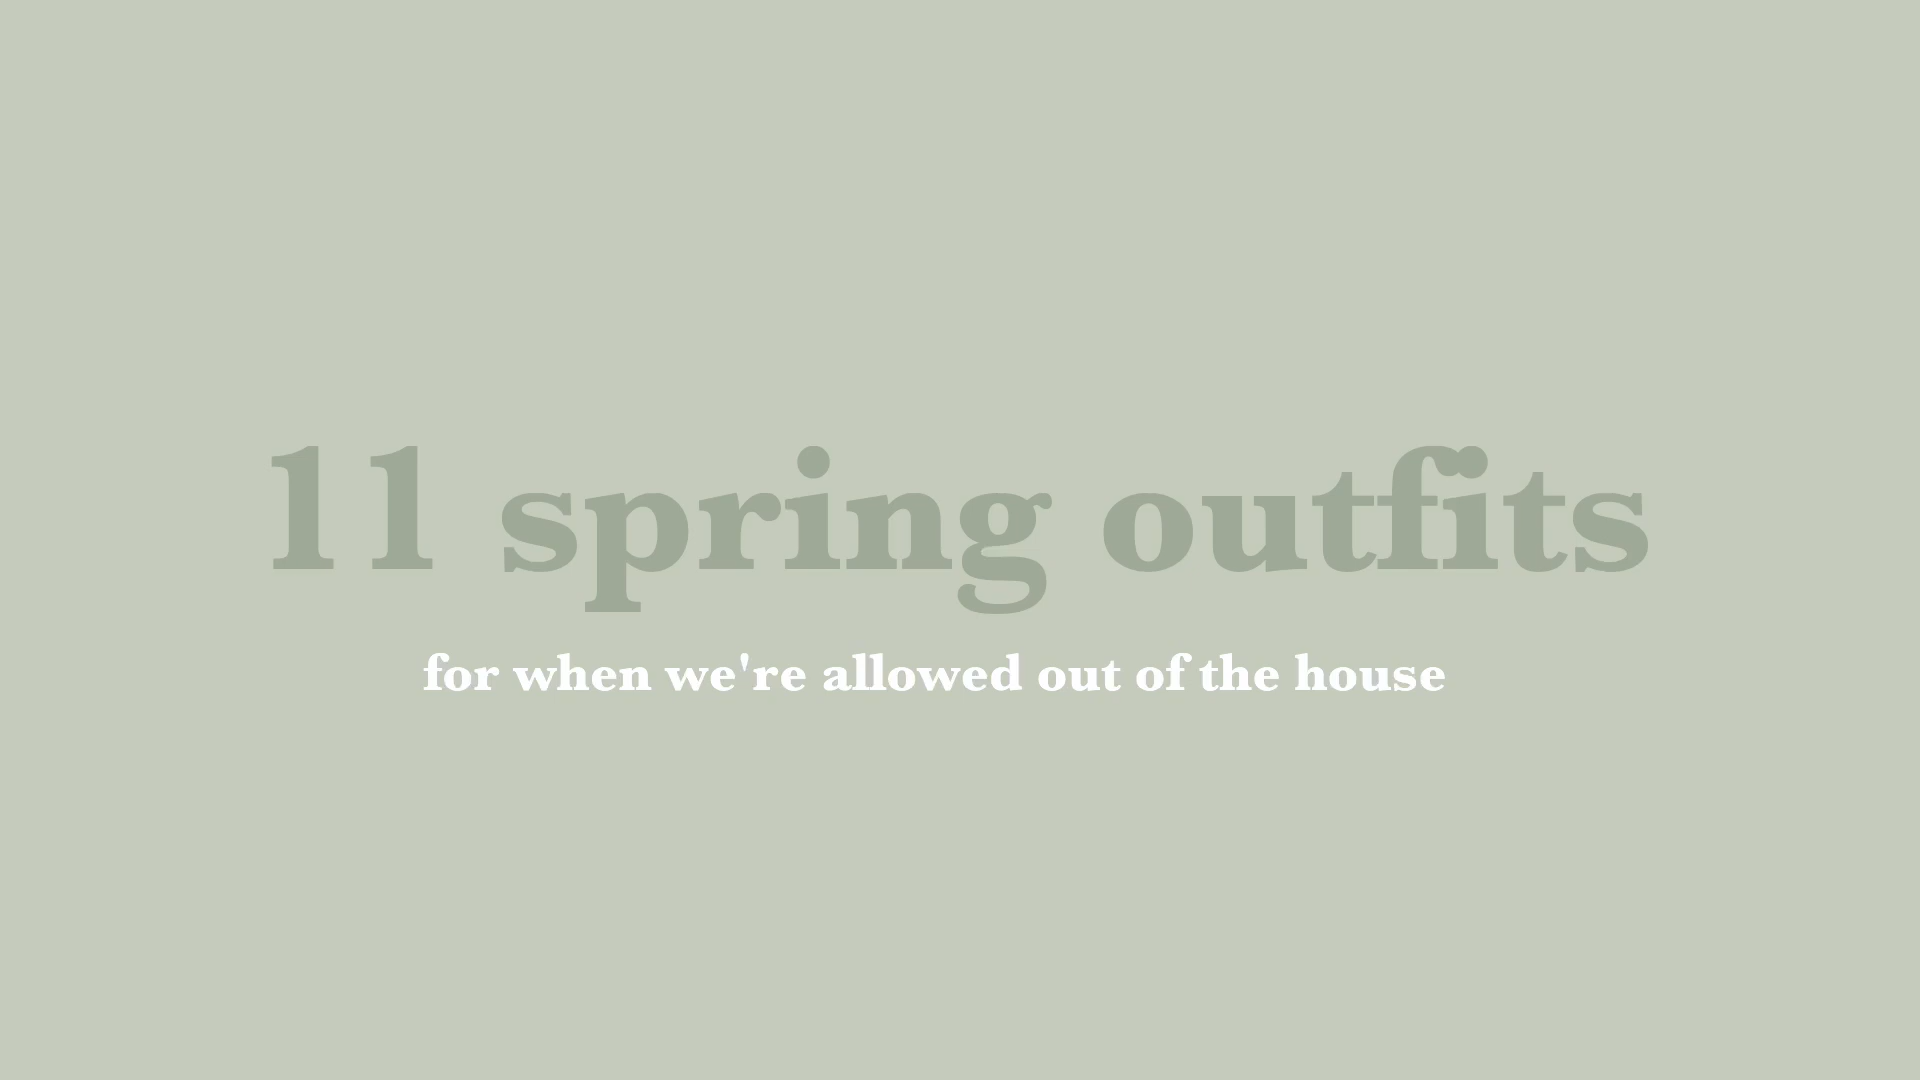 11 spring outfits
for when we're allowed out of the house